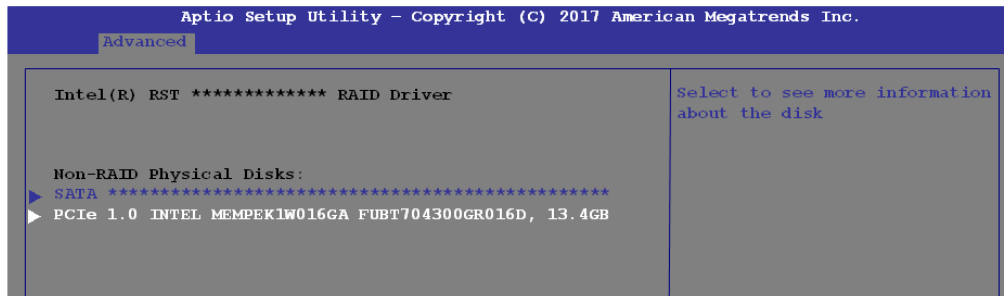 Aptio Setup Utility – Copyright (C) 2017 American Megatrends Inc.
Advanced
Intel(R) RST ************* RAID Driver
Select to see more information
about the disk
Non-RAID Physical Disks:
SATA ************************************************
PCIe 1.0 INTEL MEMPEK1W016GA FUBT704300GR016D, 13.4GB